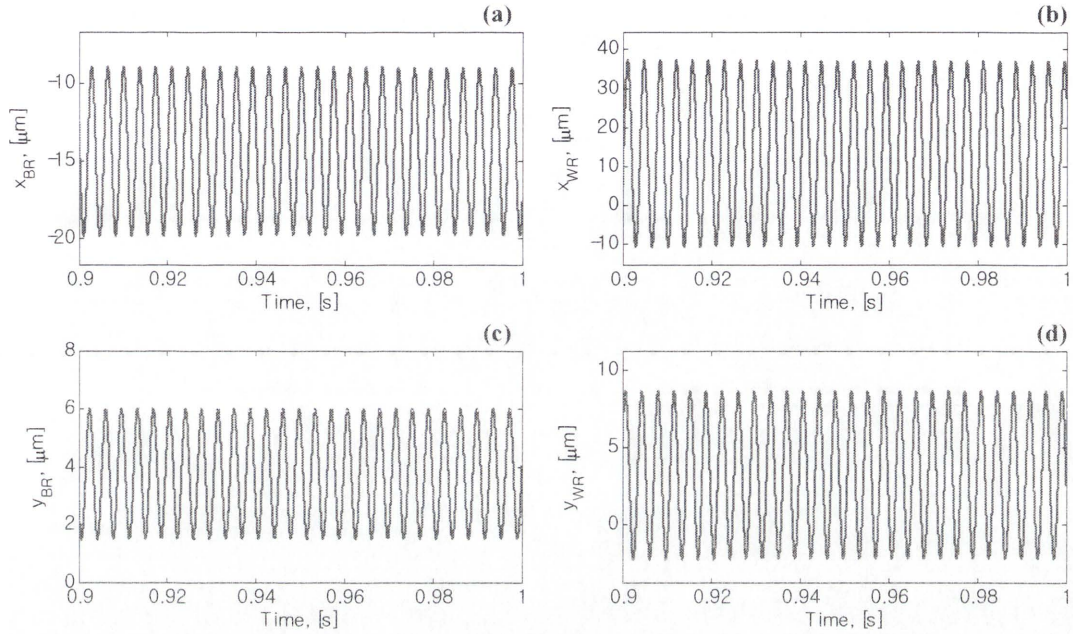 (a)
x_BR, [μm]
-10
-15
-20
0.9 0.92 0.94 0.96 0.98 1
Time, [s]
(b)
x_WR, [μm]
40
30
20
10
0
-10
0.9 0.92 0.94 0.96 0.98 1
Time, [s]
(c)
y_BR, [μm]
8
6
4
2
0
0.9 0.92 0.94 0.96 0.98 1
Time, [s]
(d)
y_WR, [μm]
10
5
0
0.9 0.92 0.94 0.96 0.98 1
Time, [s]